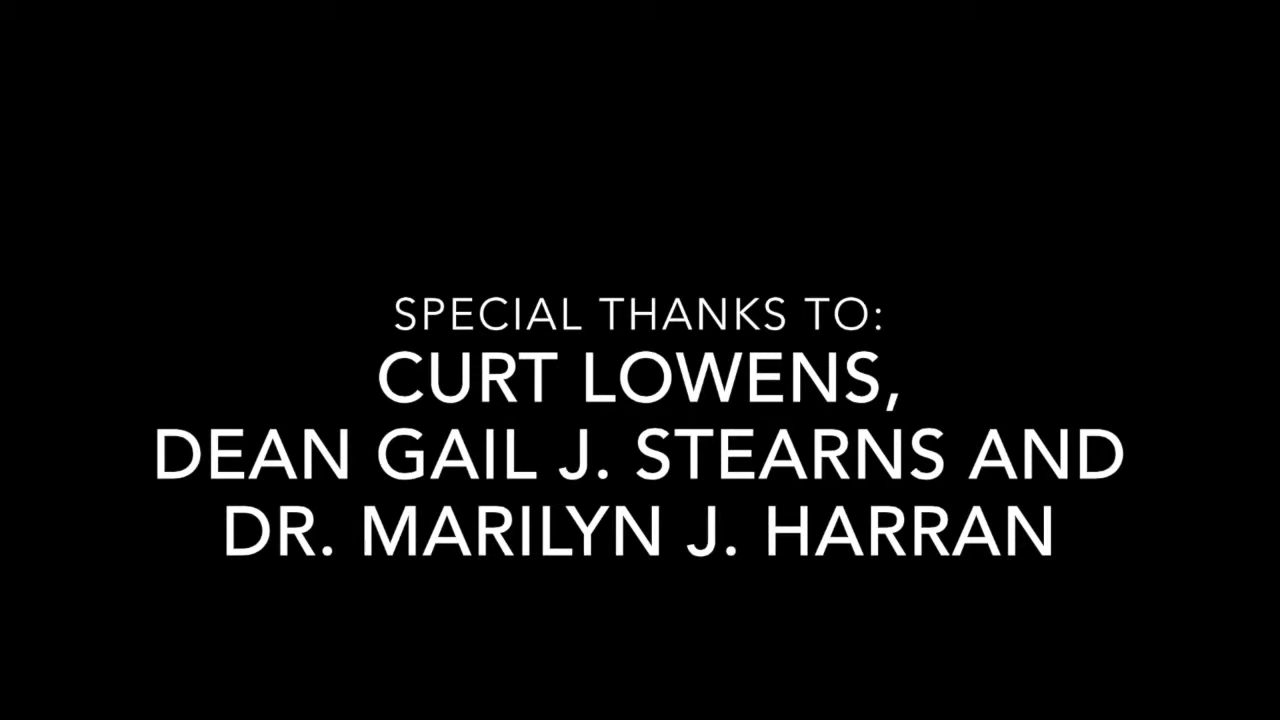 SPECIAL THANKS TO:
CURT LOWENS,
DEAN GAIL J. STEARNS AND
DR. MARILYN J. HARRAN